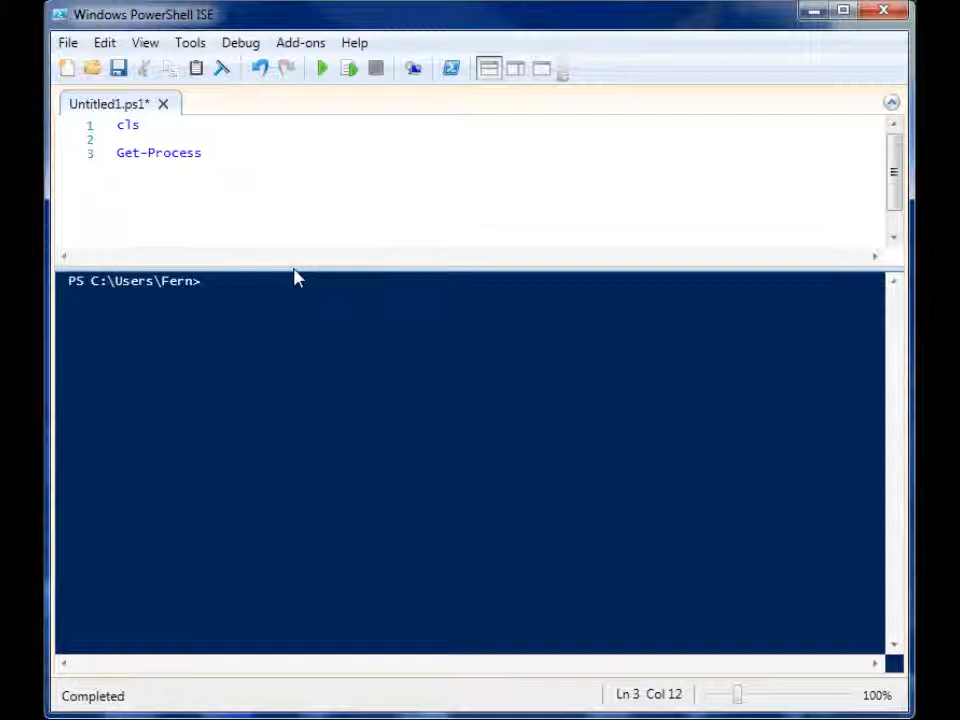 Windows PowerShell ISE
File Edit View Tools Debug Add-ons Help
Untitled1.ps1*
1 cls
2
3 Get-Process
PS C:\Users\Fern>
Completed
Ln 3 Col 12
100%